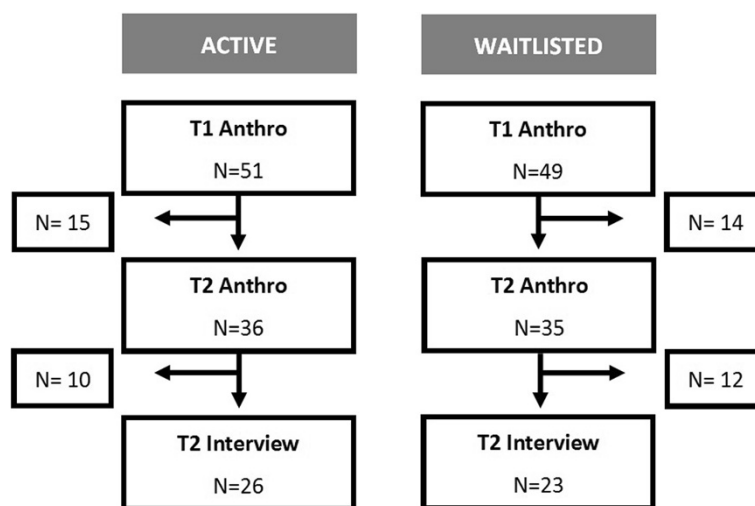 ACTIVE
WAITLISTED
T1 Anthro
N=51
T1 Anthro
N=49
N= 15
N= 14
T2 Anthro
N=36
T2 Anthro
N=35
N= 10
N= 12
T2 Interview
N=26
T2 Interview
N=23